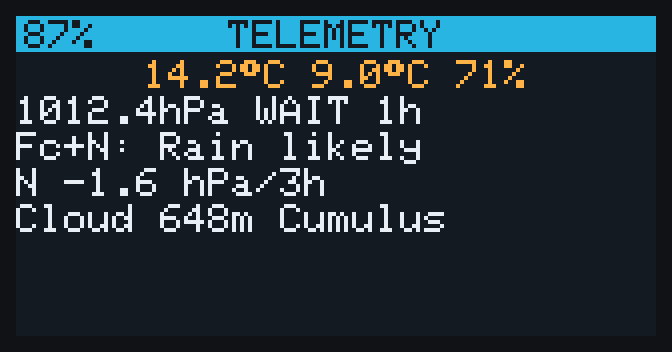 87% TELEMETRY
14.2°C 9.0°C 71%
1012.4hPa WAIT 1h
Fc+N: Rain likely
N -1.6 hPa/3h
Cloud 648m Cumulus